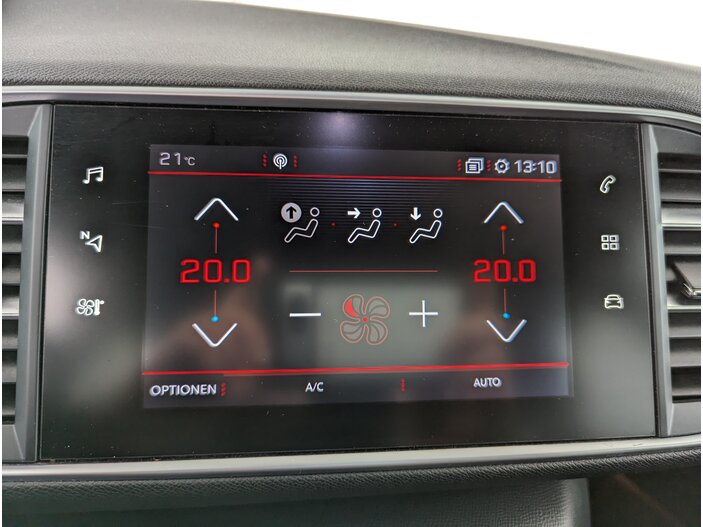 21°C 13:10
N
20.0 20.0
OPTIONEN A/C AUTO